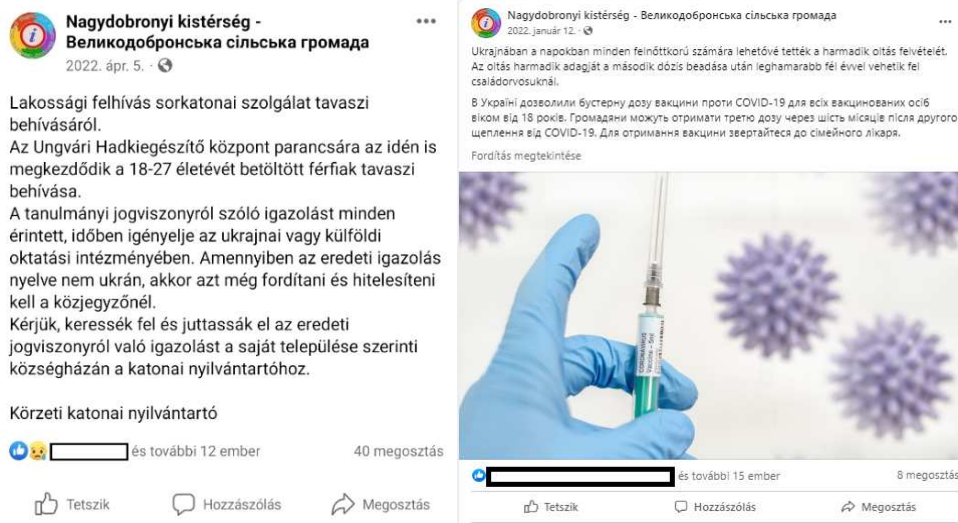 Nagydobronyi kistérség -
Великодобронська сільська громада
2022. ápr. 5. ·
Lakossági felhívás sorkatonai szolgálat tavaszi
behívásáról.
Az Ungvári Hadkiegészítő központ parancsára az idén is
megkezdődik a 18-27 életévét betöltött férfiak tavaszi
behívása.
A tanulmányi jogviszonyról szóló igazolást minden
érintett, időben igényelje az ukrajnai vagy külföldi
oktatási intézményében. Amennyiben az eredeti igazolás
nyelve nem ukrán, akkor azt még fordítani és hitelesíteni
kell a közjegyzőnél.
Kérjük, keressék fel és juttassák el az eredeti
jogviszonyról való igazolást a saját települése szerinti
községházán a katonai nyilvántartóhoz.
Körzeti katonai nyilvántartó
és további 12 ember
40 megosztás
Tetszik
Hozzászólás
Megosztás
Nagydobronyi kistérség - Великодобронська сільська громада
2022. január 12. ·
Ukrajnában a napokban minden felnőttkorú számára lehetővé tették a harmadik oltás felvételét.
Az oltás harmadik adagját a második dózis beadása után leghamarabb fél évvel vehetik fel
családorvosuknál.
В Україні дозволили бустерну дозу вакцини проти COVID-19 для всіх вакцинованих осіб
віком від 18 років. Громадяни можуть отримати третю дозу через шість місяців після другого
щеплення від COVID-19. Для отримання вакцини звертайтеся до сімейного лікаря.
Fordítás megtekintése
CORONAVIRUS
Vaccine - 5ml
és további 15 ember
8 megosztás
Tetszik
Hozzászólás
Megosztás